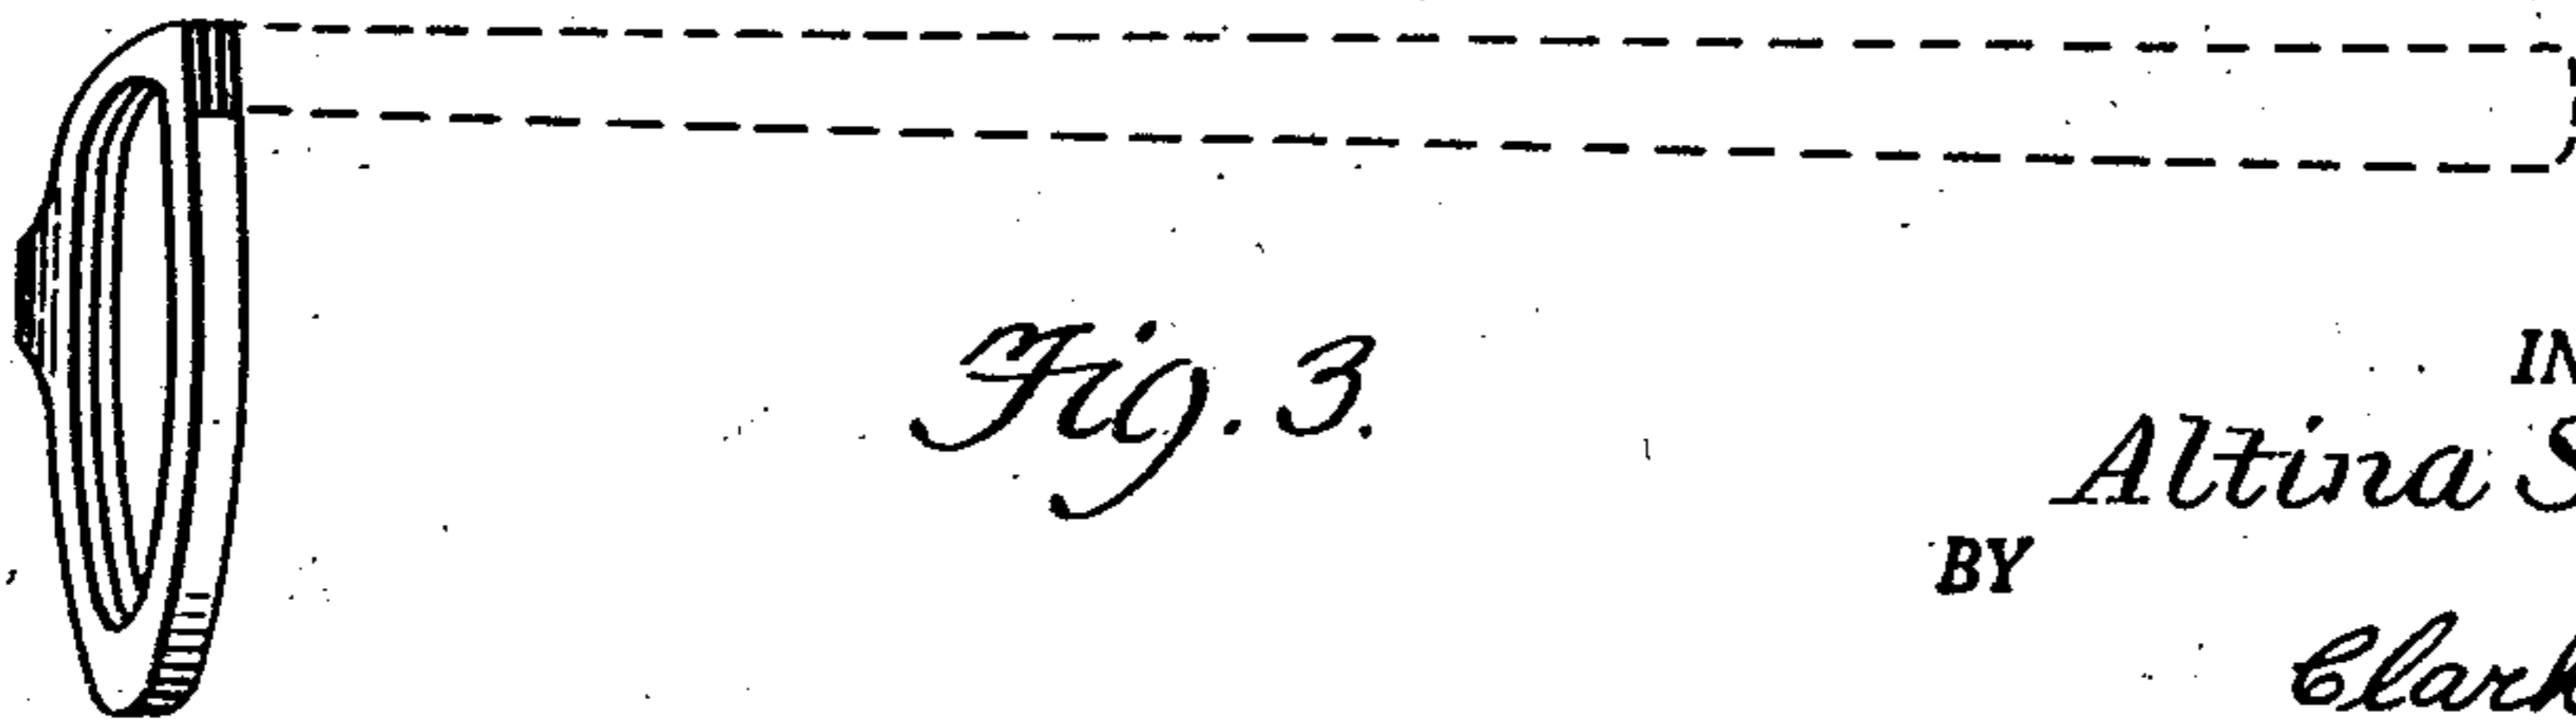 Fig. 3.
IN
Altina S
BY
Clark